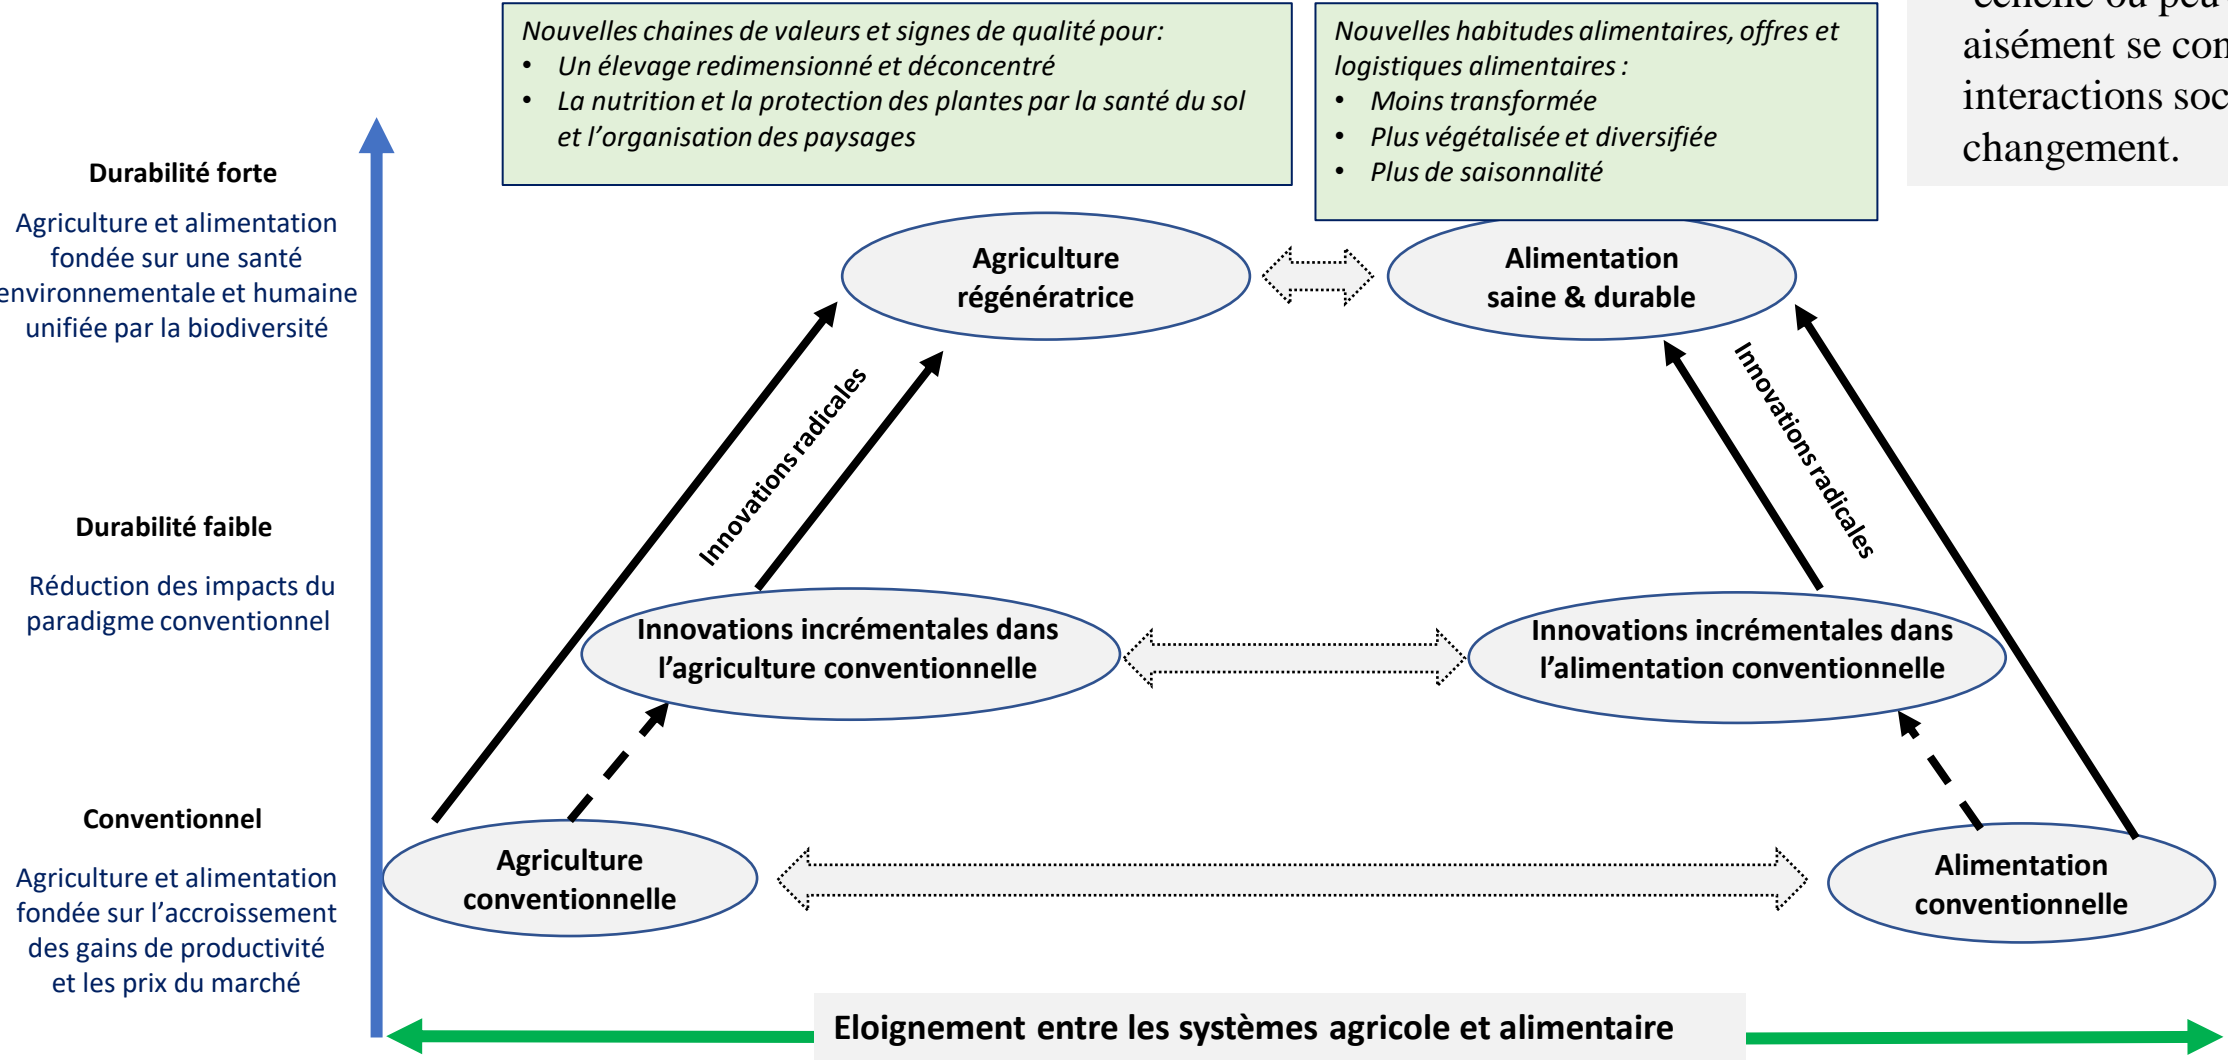 Nouvelles chaines de valeurs et signes de qualité pour:
• Un élevage redimensionné et déconcentré
• La nutrition et la protection des plantes par la santé du sol
et l’organisation des paysages
Nouvelles habitudes alimentaires, offres et
logistiques alimentaires :
• Moins transformée
• Plus végétalisée et diversifiée
• Plus de saisonnalité
aisément se con
interactions soc
changement.
Durabilité forte
Agriculture et alimentation
fondée sur une santé
environnementale et humaine
unifiée par la biodiversité
Agriculture
régénératrice
Alimentation
saine & durable
Innovations radicales
Innovations radicales
Durabilité faible
Réduction des impacts du
paradigme conventionnel
Innovations incrémentales dans
l’agriculture conventionnelle
Innovations incrémentales dans
l’alimentation conventionnelle
Conventionnel
Agriculture et alimentation
fondée sur l’accroissement
des gains de productivité
et les prix du marché
Agriculture
conventionnelle
Alimentation
conventionnelle
Eloignement entre les systèmes agricole et alimentaire